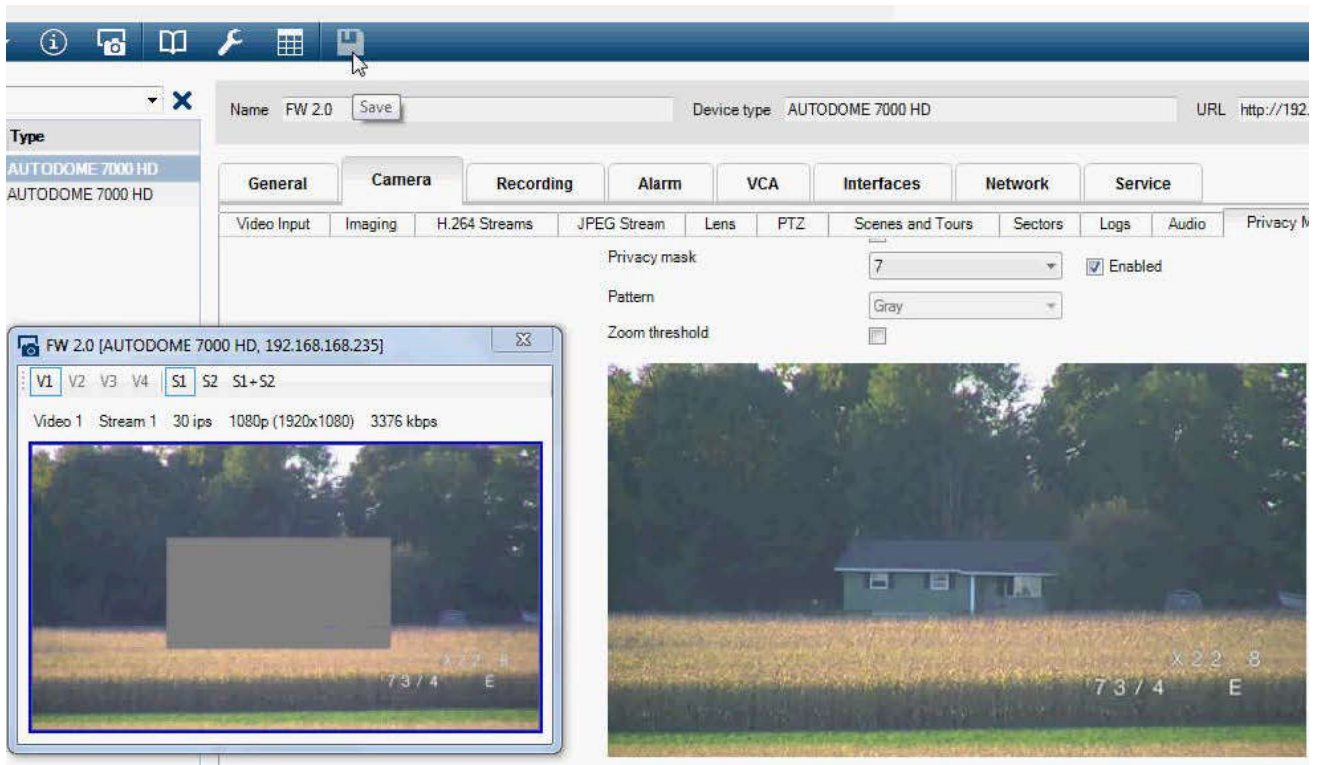 Name FW 2.0 Save Device type AUTODOME 7000 HD URL http://192.
Type
AUTODOME 7000 HD
AUTODOME 7000 HD
General Camera Recording Alarm VCA Interfaces Network Service
Video Input Imaging H.264 Streams JPEG Stream Lens PTZ Scenes and Tours Sectors Logs Audio Privacy M
Privacy mask 7 Enabled
Pattern Gray
Zoom threshold
FW 2.0 [AUTODOME 7000 HD, 192.168.168.235]
V1 V2 V3 V4 S1 S2 S1+S2
Video 1 Stream 1 30 ips 1080p (1920x1080) 3376 kbps
X22 8
73/4 E
X22 8
73/4 E